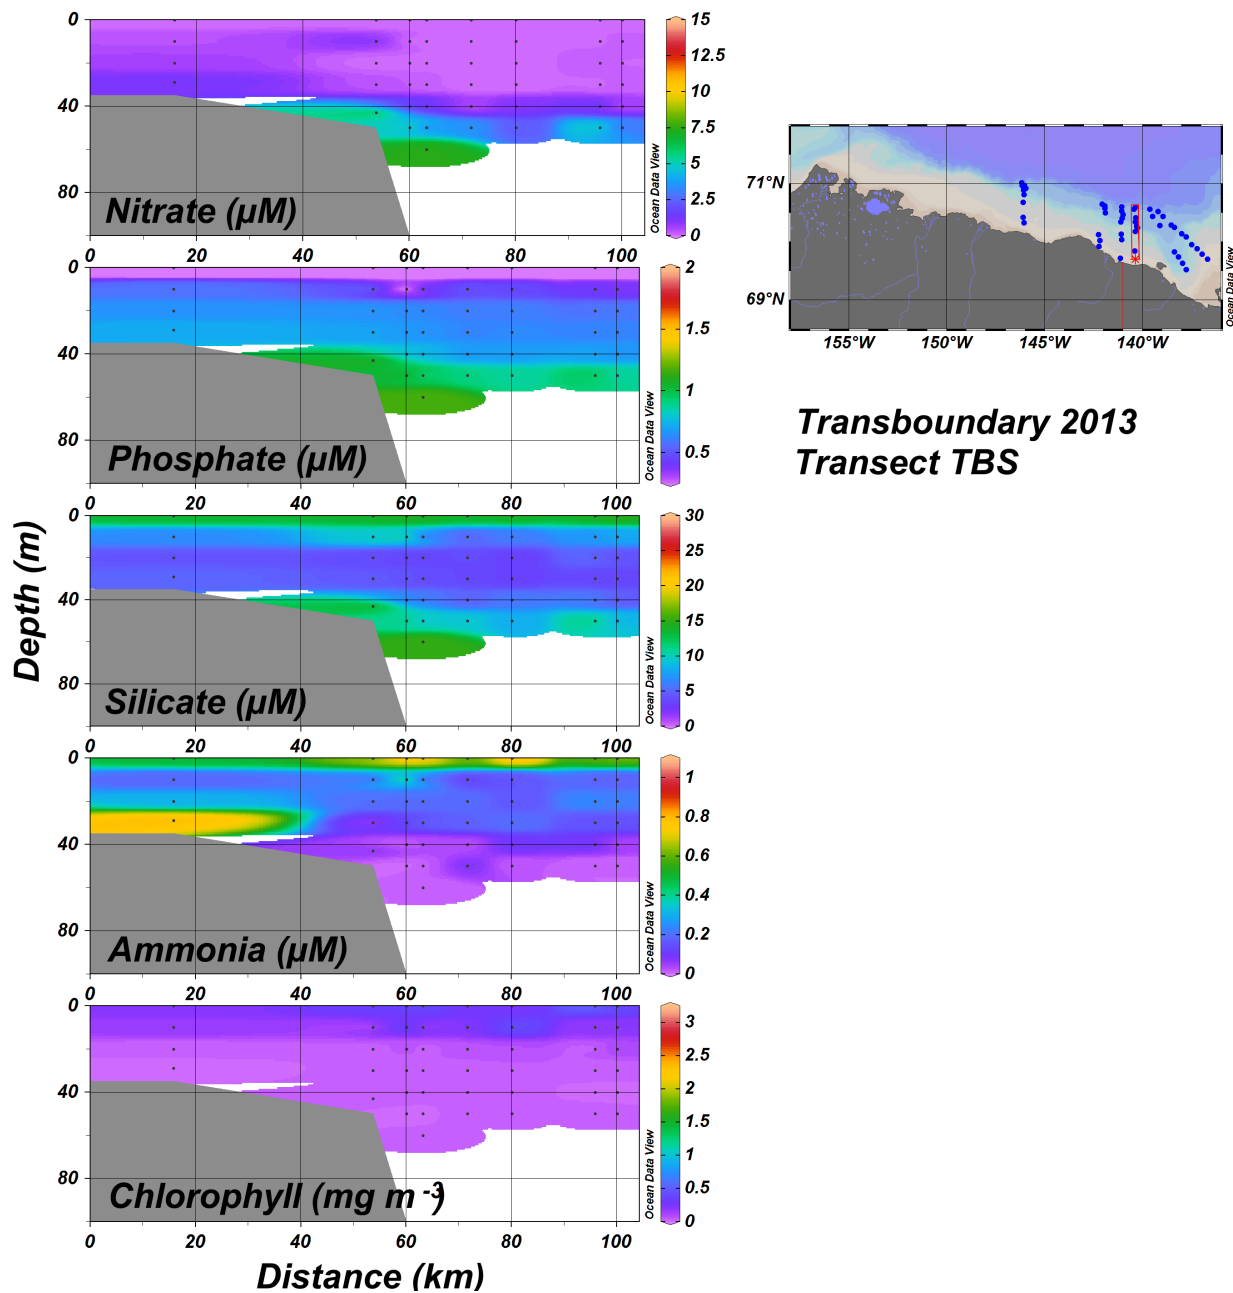 0
40
80
Nitrate (µM)
15
12.5
10
7.5
5
2.5
0
Ocean Data View
0
40
80
Phosphate (µM)
0 20 40 60 80 100
2
1.5
1
0.5
Ocean Data View
Depth (m)
0
40
80
Silicate (µM)
0 20 40 60 80 100
30
25
20
15
10
5
0
Ocean Data View
0
40
80
Ammonia (µM)
0 20 40 60 80 100
1
0.8
0.6
0.4
0.2
0
Ocean Data View
0
40
80
Chlorophyll (mg m -3)
0 20 40 60 80 100
3
2.5
2
1.5
1
0.5
0
Ocean Data View
Distance (km)
71°N
69°N
155°W 150°W 145°W 140°W
Ocean Data View
Transboundary 2013
Transect TBS